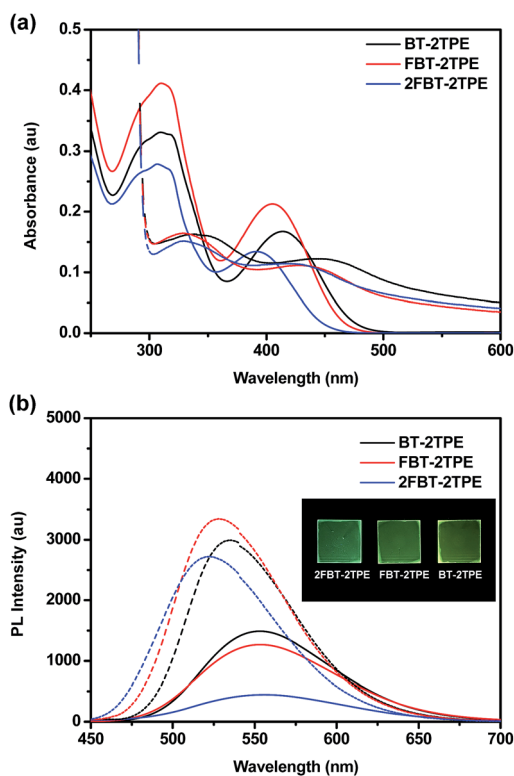 (a)
BT-2TPE
FBT-2TPE
2FBT-2TPE
Absorbance (au)
0.5
0.4
0.3
0.2
0.1
0.0
300 400 500 600
Wavelength (nm)
(b)
BT-2TPE
FBT-2TPE
2FBT-2TPE
PL Intensity (au)
5000
4000
3000
2000
1000
0
2FBT-2TPE FBT-2TPE BT-2TPE
450 500 550 600 650 700
Wavelength (nm)